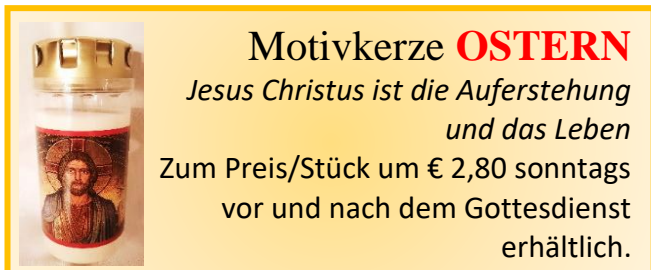 Motivkerze OSTERN
Jesus Christus ist die Auferstehung
und das Leben
Zum Preis/Stück um € 2,80 sonntags
vor und nach dem Gottesdienst
erhältlich.